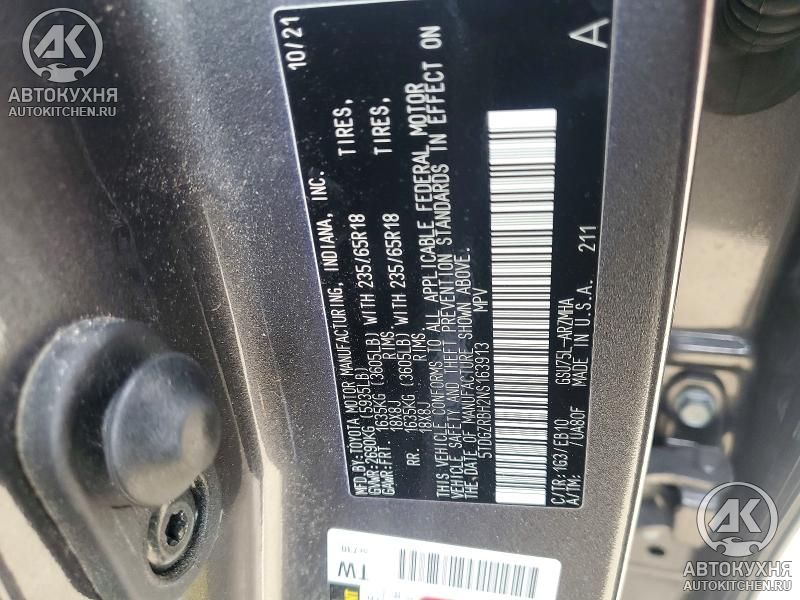 АВТОКУХНЯ
AUTOKITCHEN.RU
MFD.BY:TOYOTA MOTOR MANUFACTURING, INDIANA, INC. 10/21
GVWR-2690KG (5935LB)
GAWR-FRT. 1635KG (3605LB) WITH 235/65R18 TIRES,
18X8J RIMS.
RR. 1635KG (3605LB) WITH 235/65R18 TIRES,
18X8J RIMS.
THIS VEHICLE CONFORMS TO ALL APPLICABLE FEDERAL MOTOR
VEHICLE SAFETY AND THEFT PREVENTION STANDARDS IN EFFECT ON
THE DATE OF MANUFACTURE SHOWN ABOVE.
5TDGZRBH2NS163913 MPV
C/TR:1G3/EB10 GSU75L-ARZMHA A
A/TM: /UA80F MADE IN U.S.A. 211
TW
АВТОКУХНЯ
AUTOKITCHEN.RU